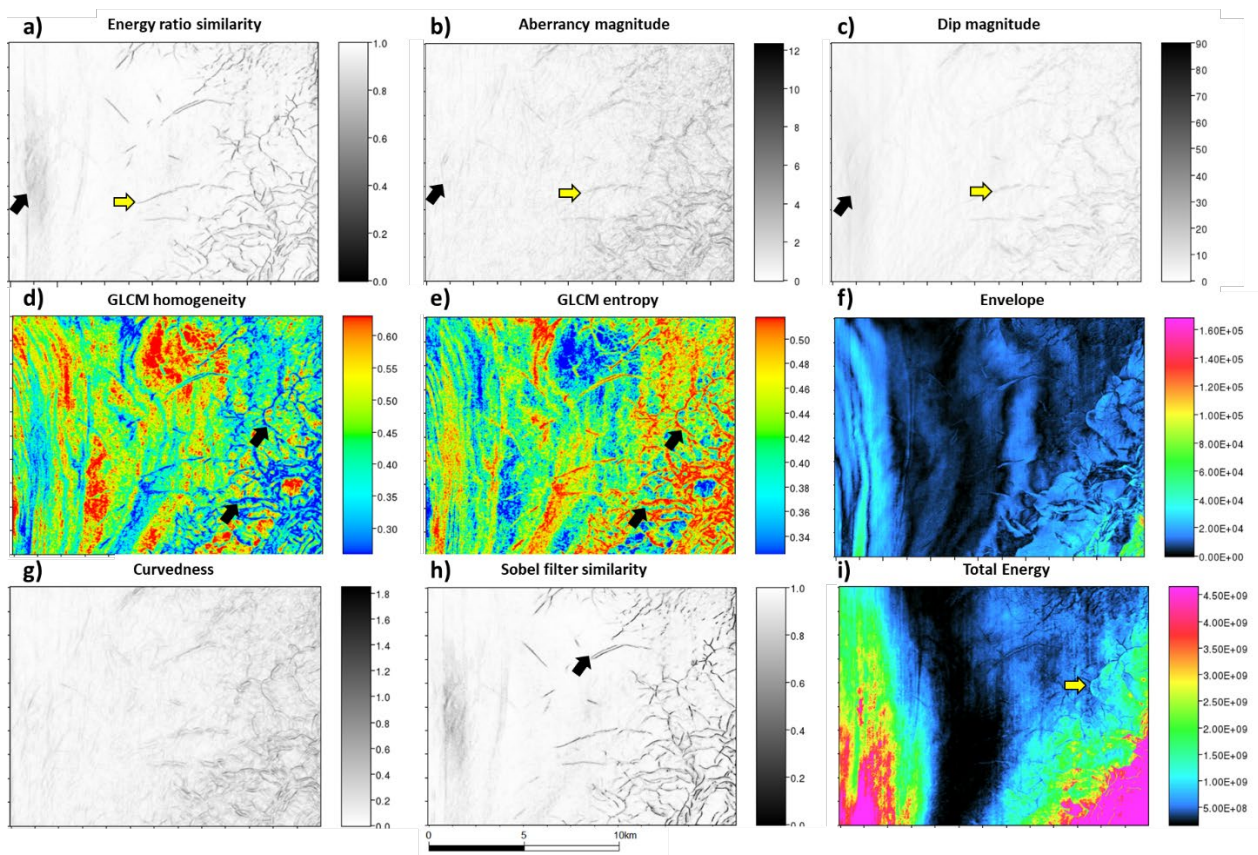 a) Energy ratio similarity
1.0
0.8
0.6
0.4
0.2
0.0
b) Aberrancy magnitude
12
10
8
6
4
2
0
c) Dip magnitude
90
80
70
60
50
40
30
20
10
0
d) GLCM homogeneity
0.60
0.55
0.50
0.45
0.40
0.35
0.30
e) GLCM entropy
0.50
0.48
0.46
0.44
0.42
0.40
0.38
0.36
0.34
f) Envelope
1.60E+05
1.40E+05
1.20E+05
1.00E+05
8.00E+04
6.00E+04
4.00E+04
2.00E+04
0.00E+00
g) Curvedness
1.8
1.6
1.4
1.2
1.0
0.8
0.6
0.4
0.2
0.0
h) Sobel filter similarity
1.0
0.8
0.6
0.4
0.2
0.0
i) Total Energy
4.50E+09
4.00E+09
3.50E+09
3.00E+09
2.50E+09
2.00E+09
1.50E+09
1.00E+09
5.00E+08
0 5 10km